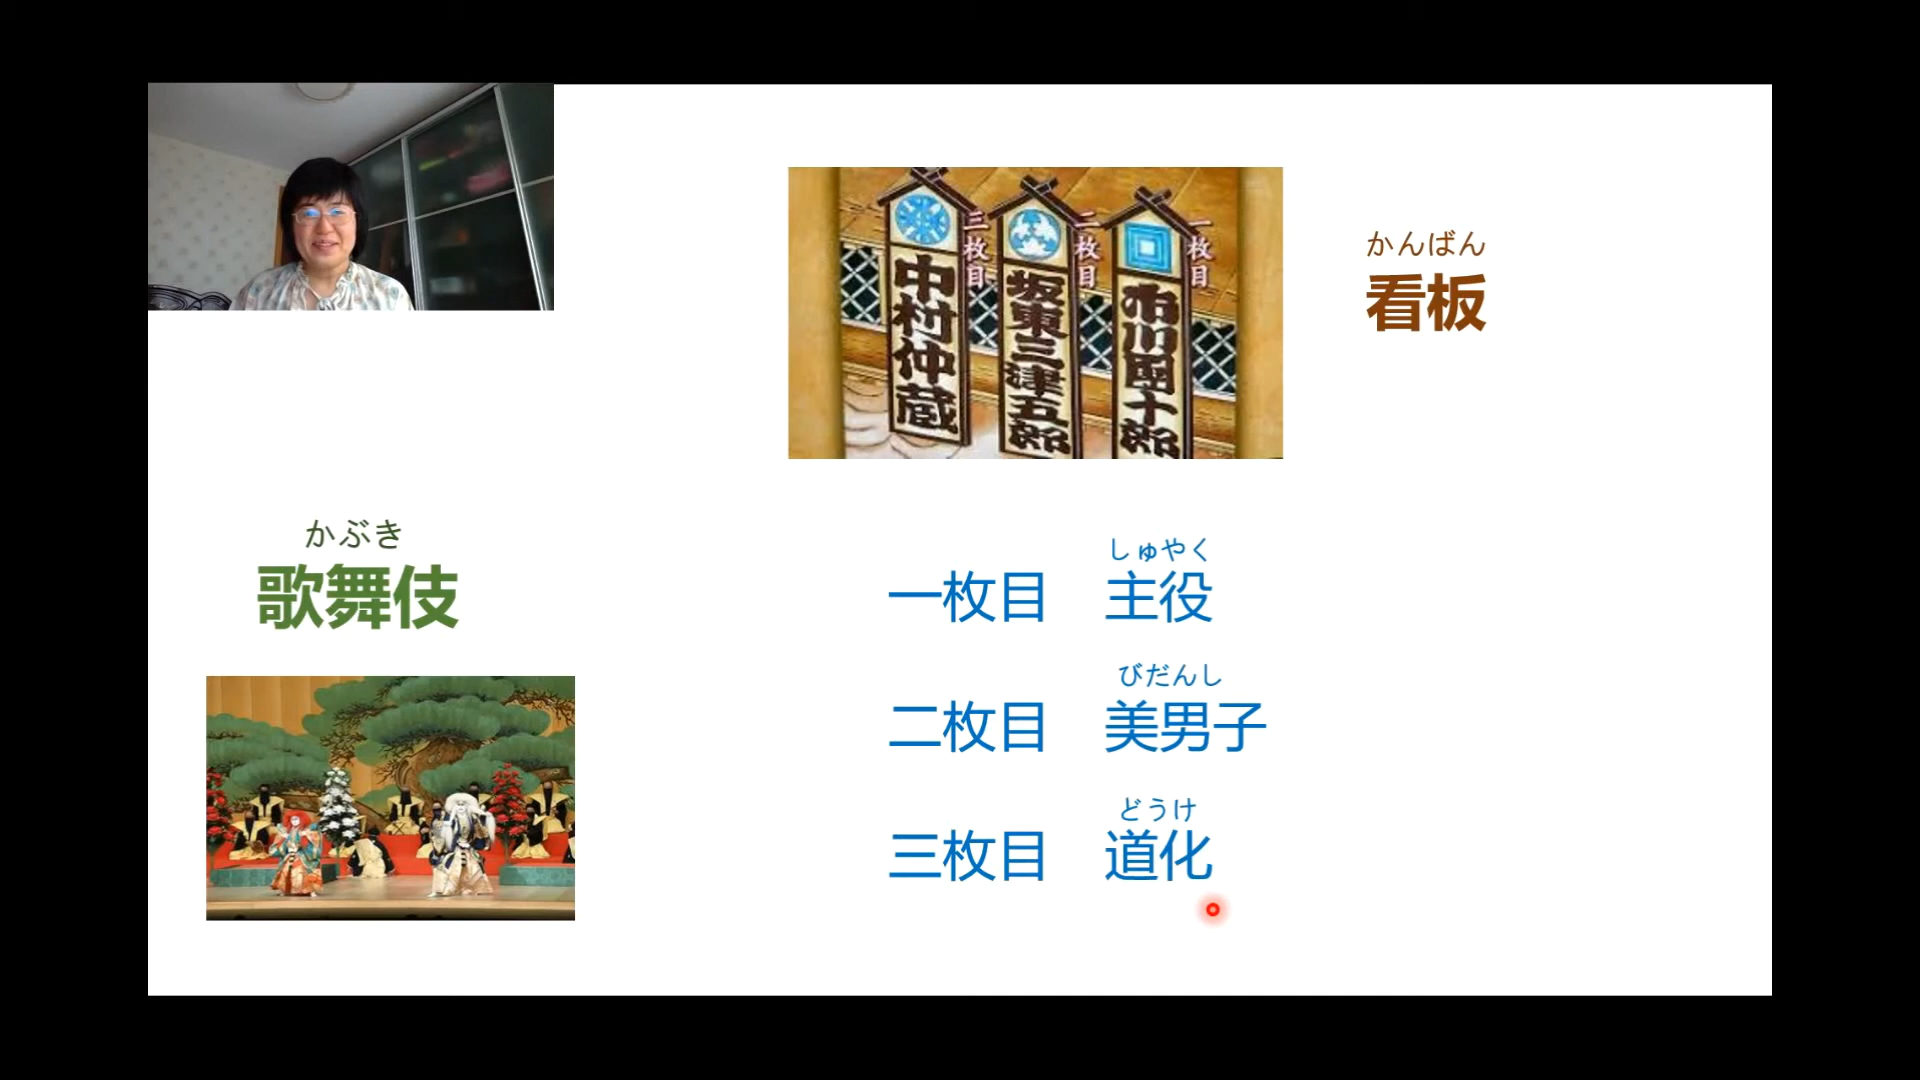 一枚目
市川團十郎
二枚目
坂東三津五郎
三枚目
中村仲蔵
かんばん
看板
かぶき
歌舞伎
しゅやく
一枚目 主役
びだんし
二枚目 美男子
どうけ
三枚目 道化